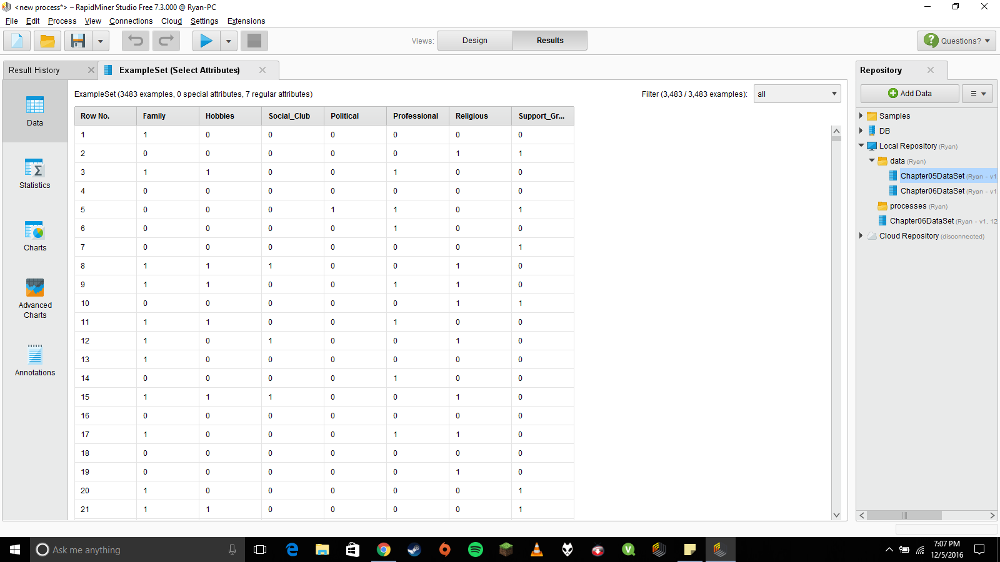 <new process*> – RapidMiner Studio Free 7.3.000 @ Ryan-PC
File Edit Process View Connections Cloud Settings Extensions
Views: Design Results Questions?
Result History ExampleSet (Select Attributes)
ExampleSet (3483 examples, 0 special attributes, 7 regular attributes) Filter (3,483 / 3,483 examples): all
Row No. Family Hobbies Social_Club Political Professional Religious Support_Gr...
1 1 0 0 0 0 0 0
2 0 0 0 0 0 1 1
3 1 1 0 0 1 0 0
4 0 0 0 0 0 0 0
5 0 0 0 1 1 0 1
6 0 0 0 0 1 0 0
7 0 0 0 0 0 0 1
8 1 1 1 0 0 1 0
9 1 1 0 0 1 1 0
10 0 0 0 0 0 1 1
11 1 1 0 0 1 0 0
12 1 0 1 0 0 1 0
13 1 0 0 0 0 0 0
14 0 0 0 0 1 0 0
15 1 1 1 0 0 1 0
16 0 0 0 0 0 0 0
17 1 0 0 0 1 1 0
18 0 0 0 0 0 0 0
19 0 0 0 0 0 1 0
20 1 0 0 0 0 0 1
21 1 1 0 0 0 0 1
Data
Statistics
Charts
Advanced
Charts
Annotations
Repository
Add Data
Samples
DB
Local Repository (Ryan)
data (Ryan)
Chapter05DataSet (Ryan - v1
Chapter06DataSet (Ryan - v1
processes (Ryan)
Chapter06DataSet (Ryan - v1, 12
Cloud Repository (disconnected)
Ask me anything
7:07 PM
12/5/2016